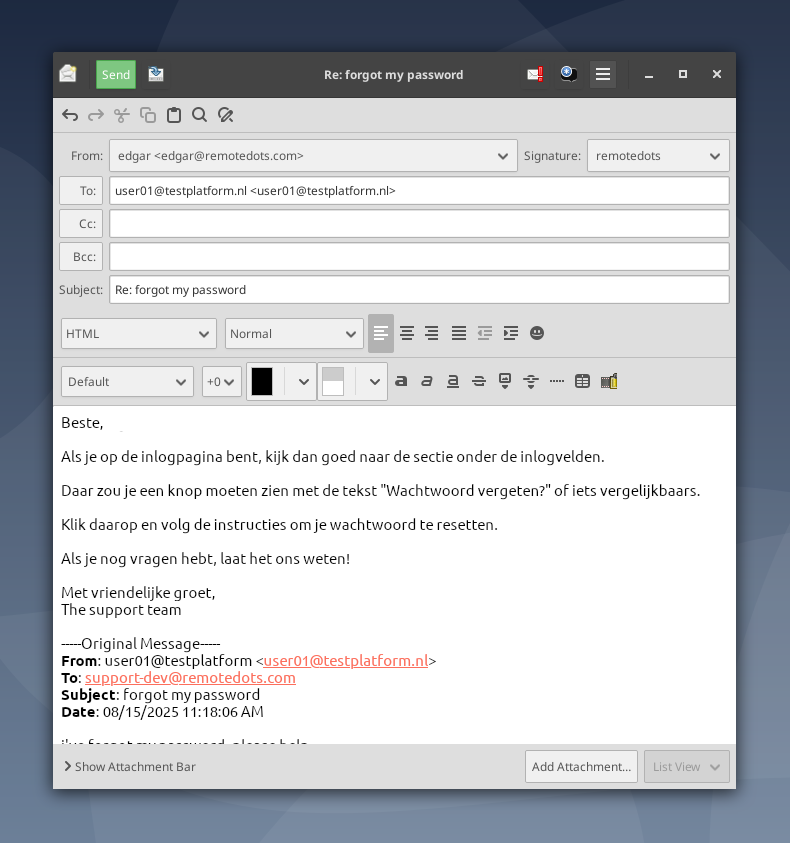 Send
Re: forgot my password
From: edgar <edgar@remotedots.com> Signature: remotedots
To: user01@testplatform.nl <user01@testplatform.nl>
Cc:
Bcc:
Subject: Re: forgot my password
HTML Normal
Default +0
Beste,
Als je op de inlogpagina bent, kijk dan goed naar de sectie onder de inlogvelden.
Daar zou je een knop moeten zien met de tekst "Wachtwoord vergeten?" of iets vergelijkbaars.
Klik daarop en volg de instructies om je wachtwoord te resetten.
Als je nog vragen hebt, laat het ons weten!
Met vriendelijke groet,
The support team
-----Original Message-----
From: user01@testplatform <user01@testplatform.nl>
To: support-dev@remotedots.com
Subject: forgot my password
Date: 08/15/2025 11:18:06 AM
i've forgot my password, please help
Show Attachment Bar Add Attachment... List View